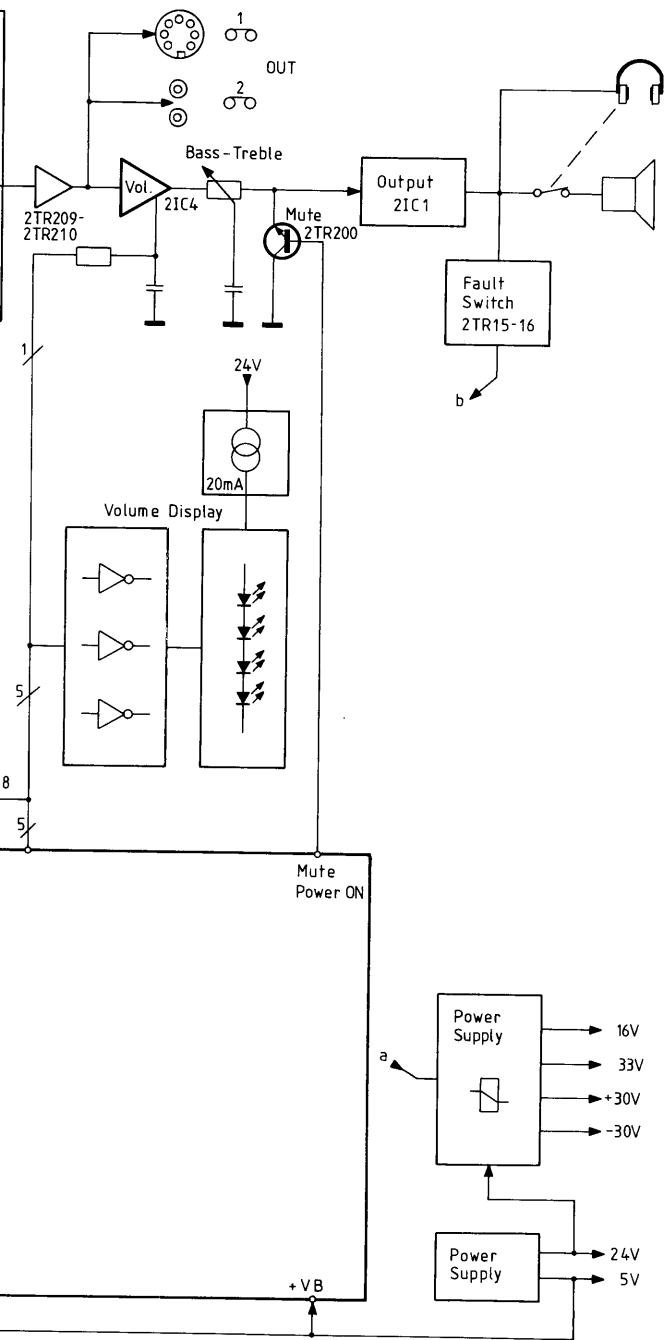 1
OUT
2
Bass-Treble
Vol.
2IC4
2TR209-
2TR210
Mute
2TR200
Output
2IC1
Fault
Switch
2TR15-16
b
1
24V
20mA
Volume Display
5
8
5
Mute
Power ON
a
Power
Supply
16V
33V
+30V
-30V
Power
Supply
24V
5V
+VB